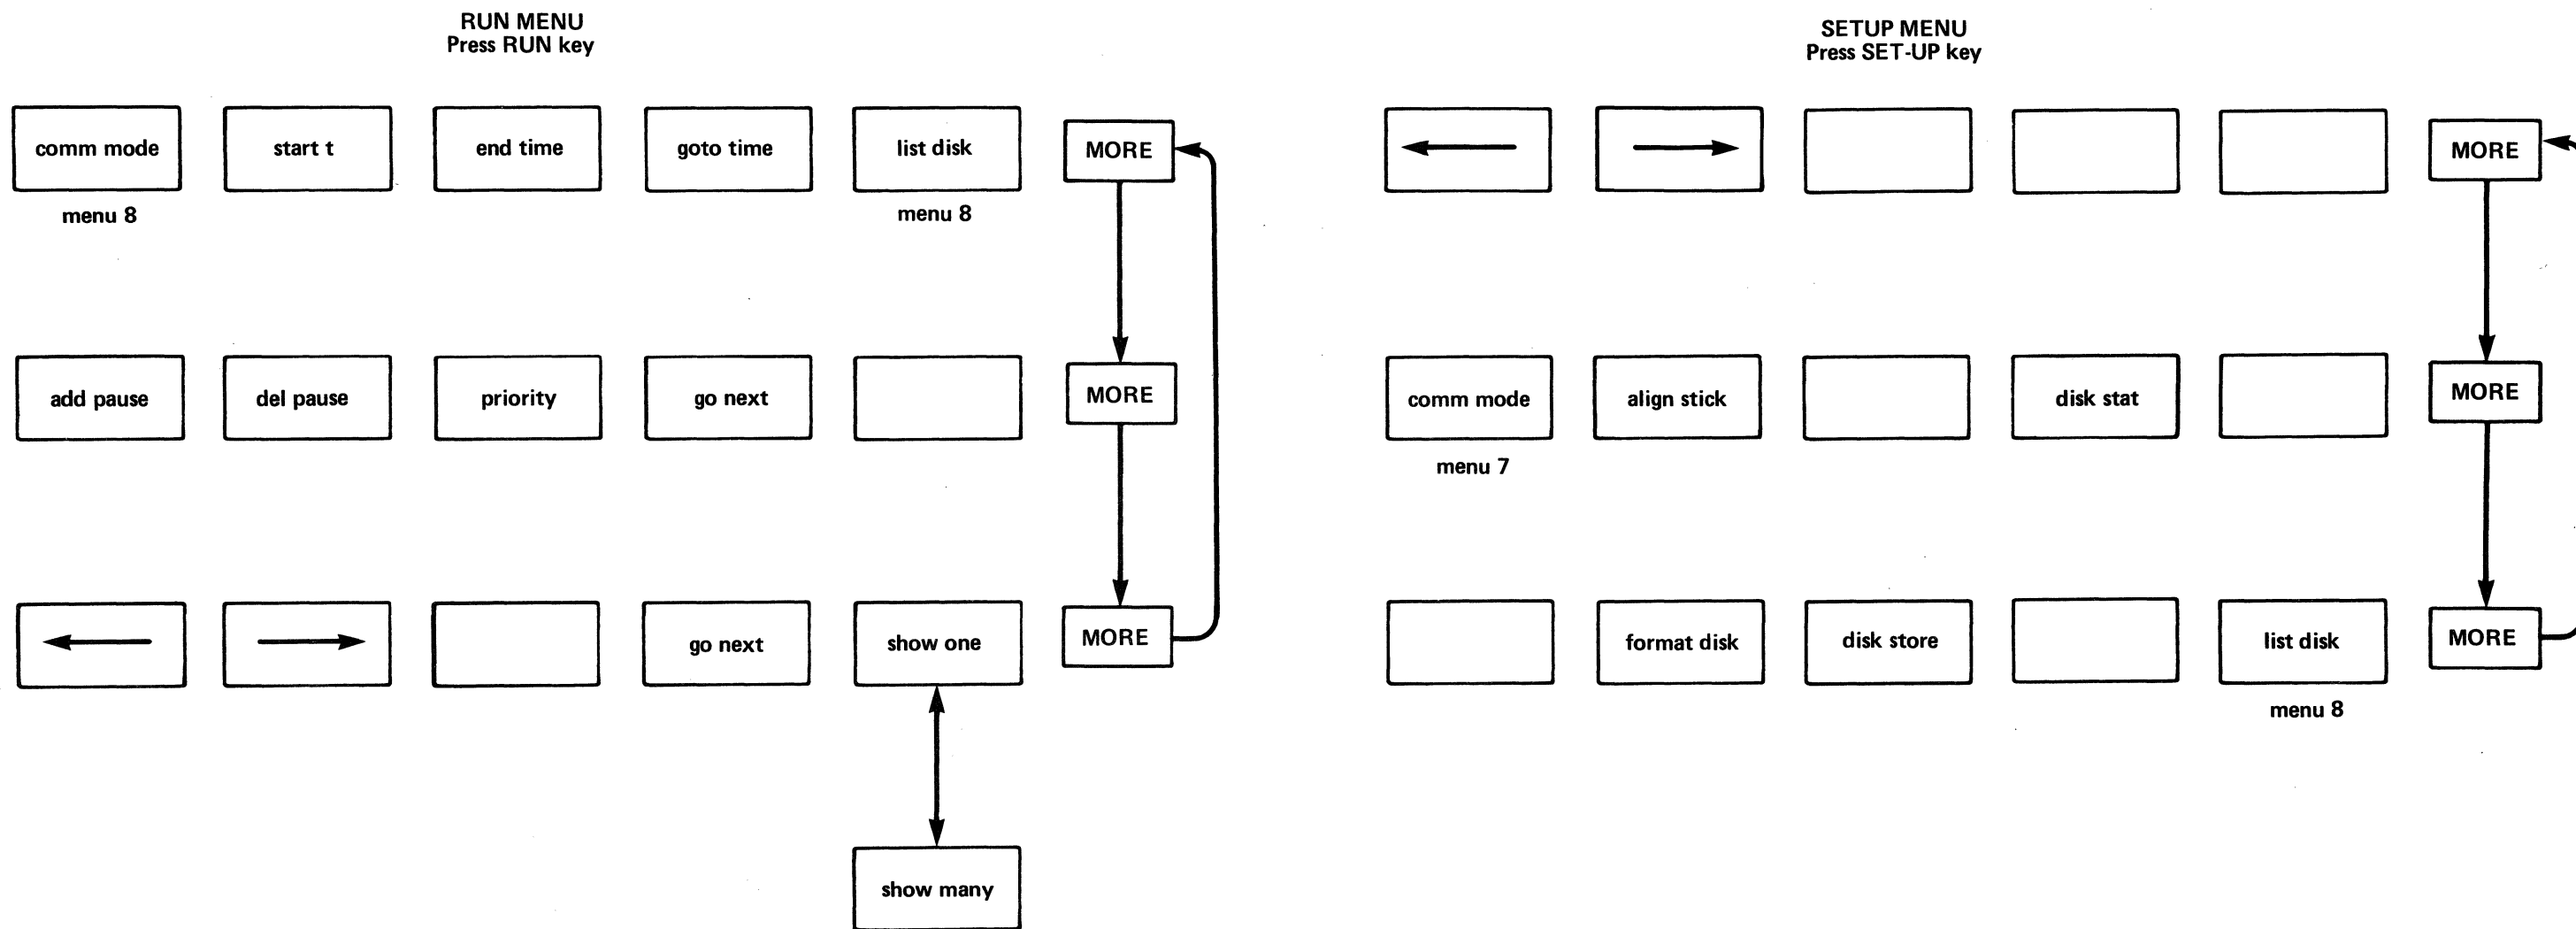 RUN MENU
Press RUN key
comm mode
start t
end time
goto time
list disk
MORE
menu 8
menu 8
add pause
del pause
priority
go next
MORE
go next
show one
MORE
show many
SETUP MENU
Press SET-UP key
MORE
comm mode
align stick
disk stat
MORE
menu 7
format disk
disk store
list disk
MORE
menu 8